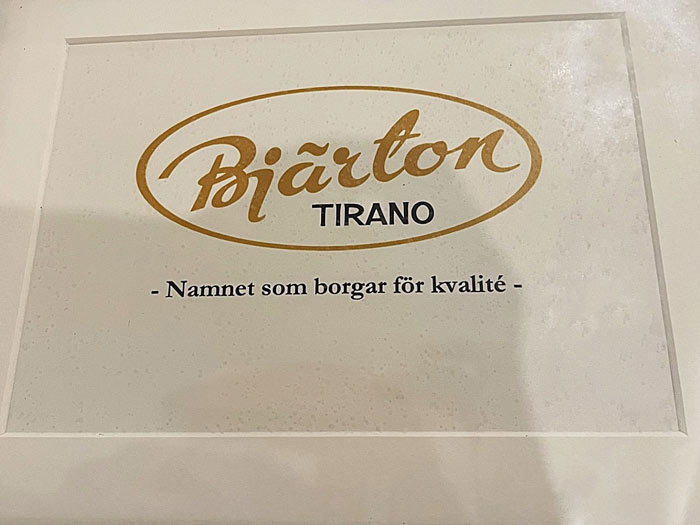 Bjärton
TIRANO
- Namnet som borgar för kvalité -